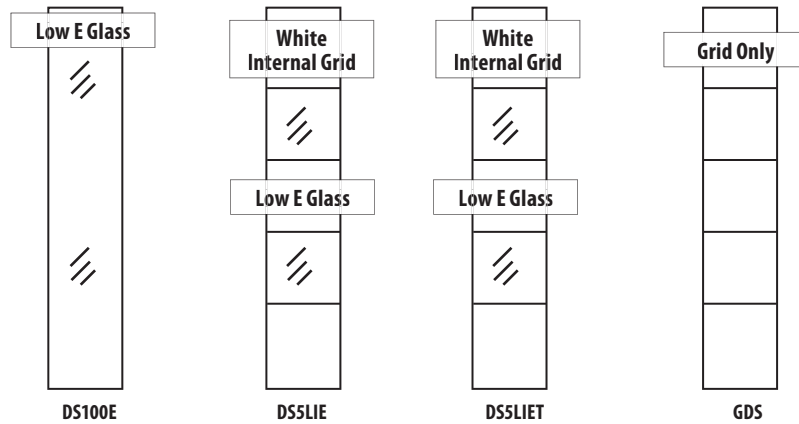 Low E Glass
White
Internal Grid
Low E Glass
White
Internal Grid
Low E Glass
Grid Only
DS100E
DS5LIE
DS5LIET
GDS